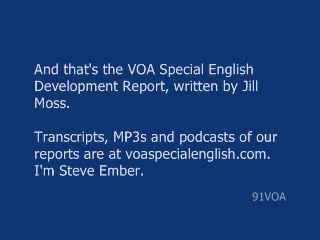 And that's the VOA Special English
Development Report, written by Jill
Moss.
Transcripts, MP3s and podcasts of our
reports are at voaspecialenglish.com.
I'm Steve Ember.
91VOA